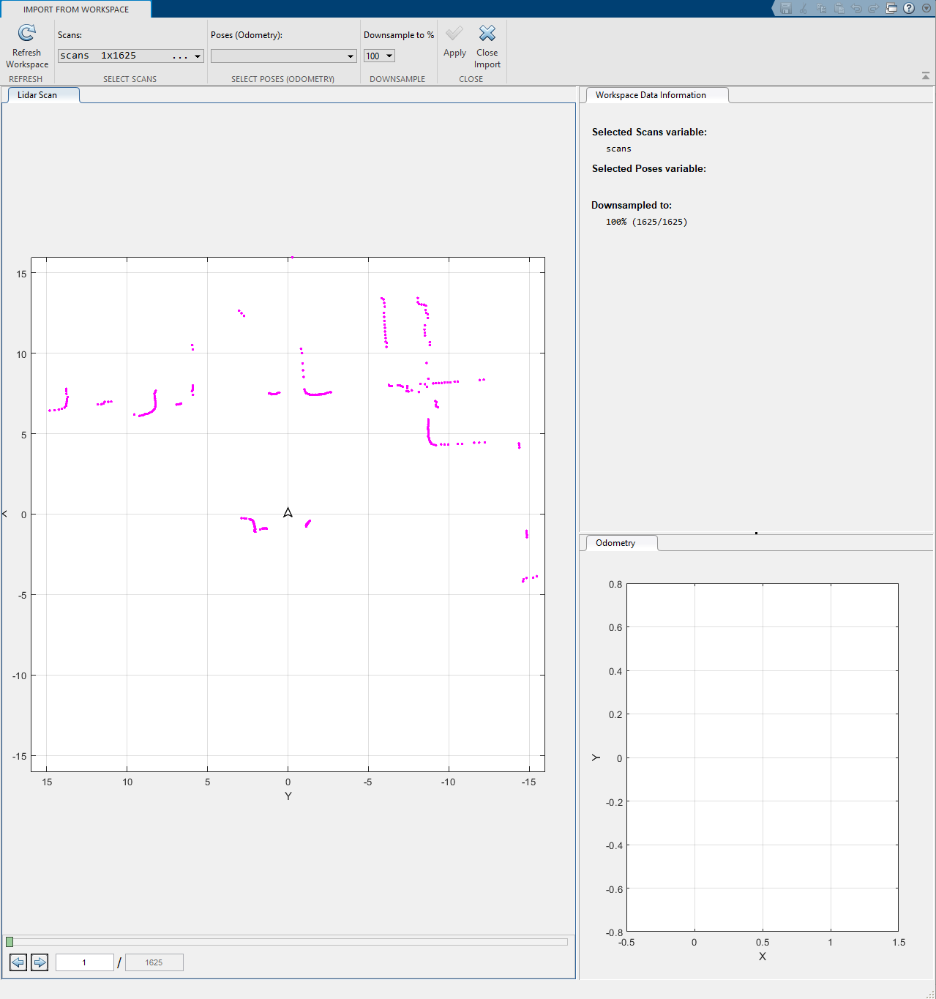 IMPORT FROM WORKSPACE
Refresh
Workspace
REFRESH
Scans:
scans 1x1625 ...
SELECT SCANS
Poses (Odometry):
SELECT POSES (ODOMETRY)
Downsample to %
100
DOWNSAMPLE
Apply
Close
Import
CLOSE
Lidar Scan
15
10
5
0
-5
-10
-15
15
10
5
0
-5
-10
-15
Y
1
/
1625
Workspace Data Information
Selected Scans variable:
scans
Selected Poses variable:
Downsampled to:
100% (1625/1625)
Odometry
0.8
0.6
0.4
0.2
0
-0.2
-0.4
-0.6
-0.8
Y
-0.5
0
0.5
1
1.5
X